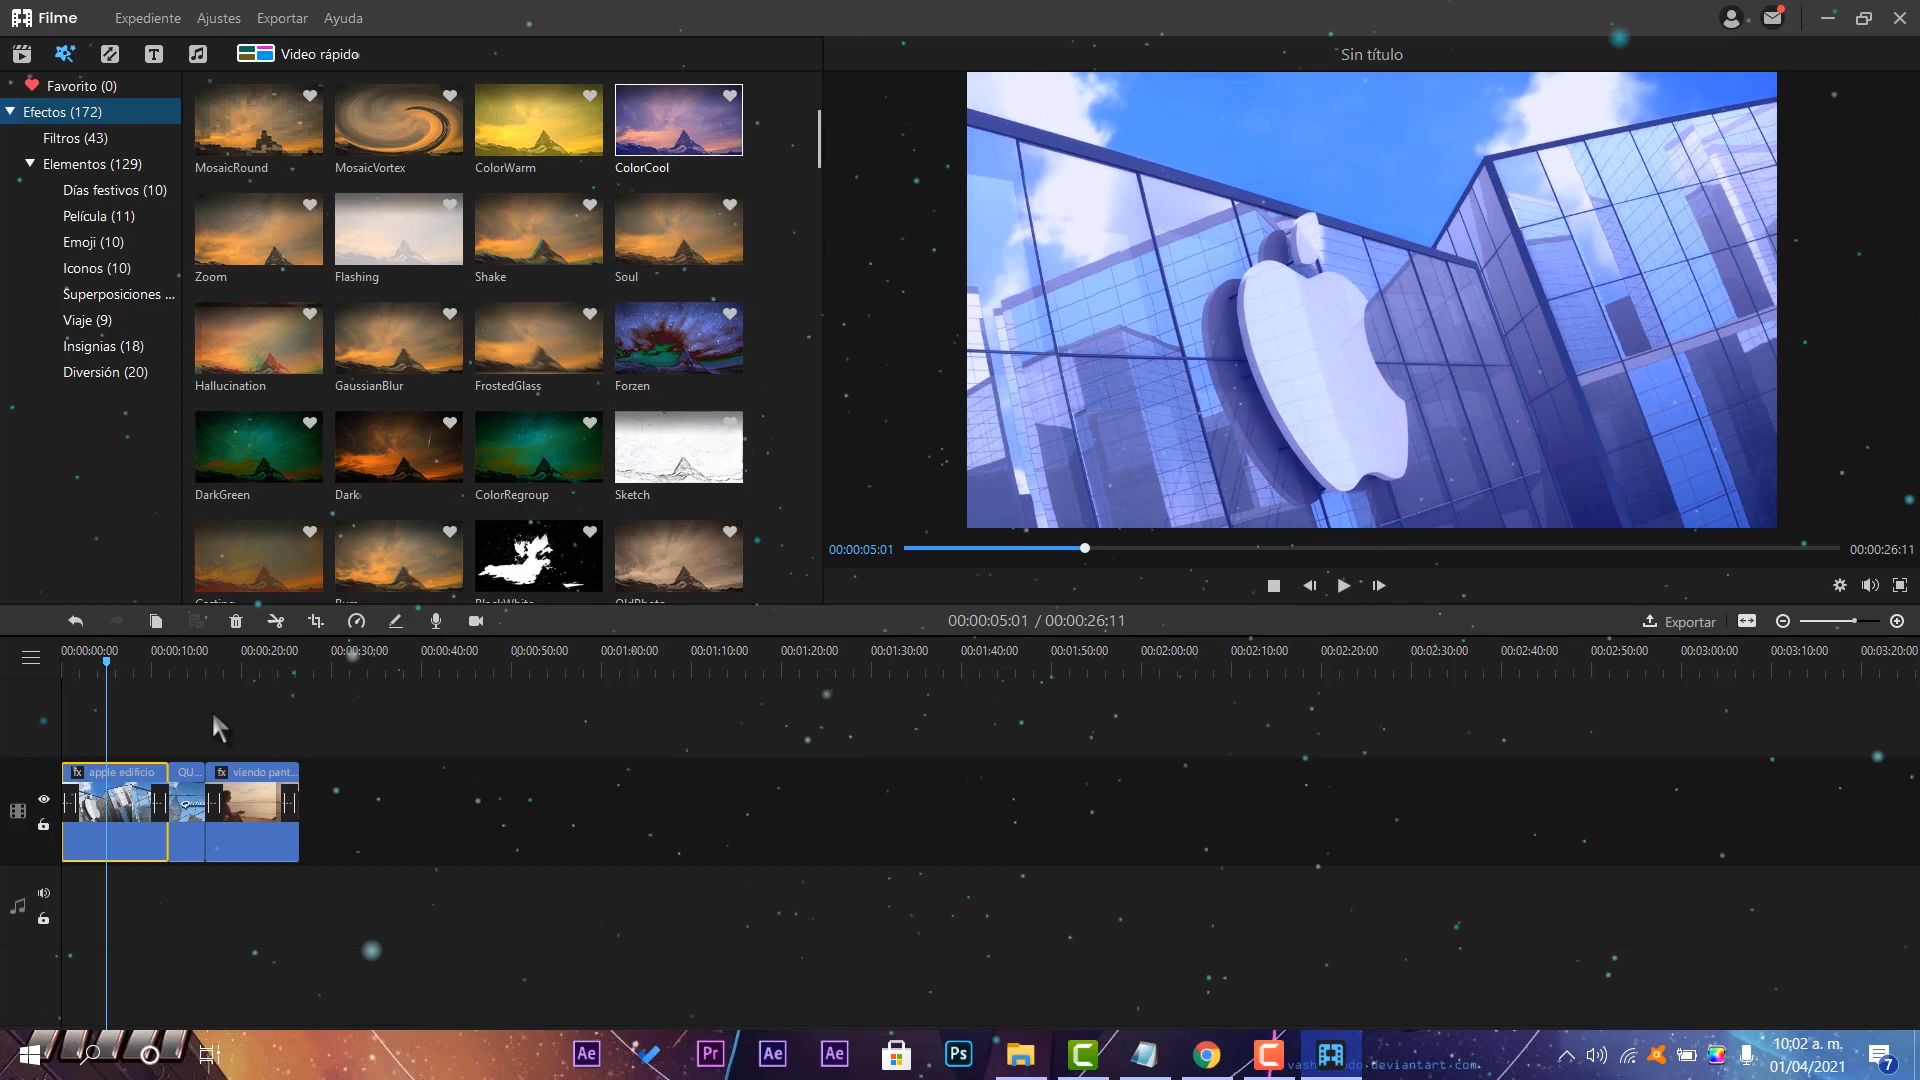 Filme
Expediente
Ajustes
Exportar
Ayuda
Video rápido
Sin título
Favorito (0)
Efectos (172)
Filtros (43)
Elementos (129)
Días festivos (10)
Película (11)
Emoji (10)
Iconos (10)
Superposiciones ...
Viaje (9)
Insignias (18)
Diversión (20)
MosaicRound
MosaicVortex
ColorWarm
ColorCool
Zoom
Flashing
Shake
Soul
Hallucination
GaussianBlur
FrostedGlass
Forzen
DarkGreen
Dark
ColorRegroup
Sketch
BlackWhite
OldPhoto
00:00:05:01
00:00:26:11
00:00:05:01 / 00:00:26:11
Exportar
00:00:00:00
00:00:10:00
00:00:20:00
00:00:30:00
00:00:40:00
00:00:50:00
00:01:00:00
00:01:10:00
00:01:20:00
00:01:30:00
00:01:40:00
00:01:50:00
00:02:00:00
00:02:10:00
00:02:20:00
00:02:30:00
00:02:40:00
00:02:50:00
00:03:00:00
00:03:10:00
00:03:20:00
fx apple edificio
QU...
fx viendo pant...
Ae
Pr
Ae
Ae
Ps
10:02 a. m.
01/04/2021
7